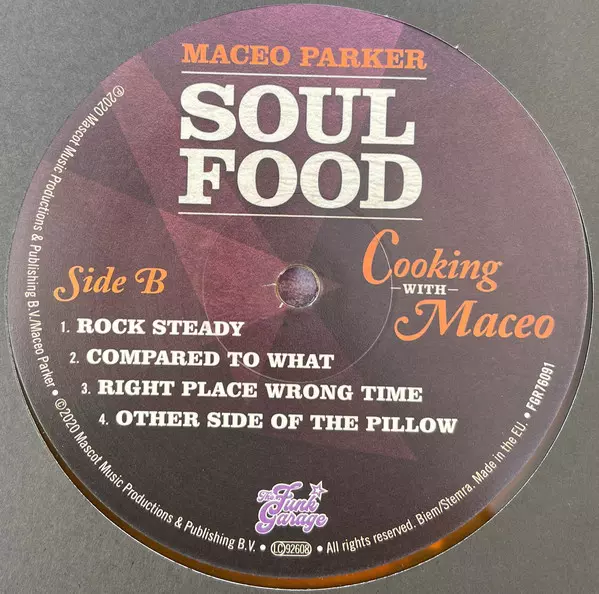 MACEO PARKER
SOUL
FOOD
Cooking
-WITH-
Maceo
Side B
1. ROCK STEADY
2. COMPARED TO WHAT
3. RIGHT PLACE WRONG TIME
4. OTHER SIDE OF THE PILLOW
The Funk
Garage
℗2020 Mascot Music Productions & Publishing B.V./Maceo Parker • ©2020 Mascot Music Productions & Publishing B.V. • LC92608 • All rights reserved. Biem/Stemra. Made in the EU. • FGR76091